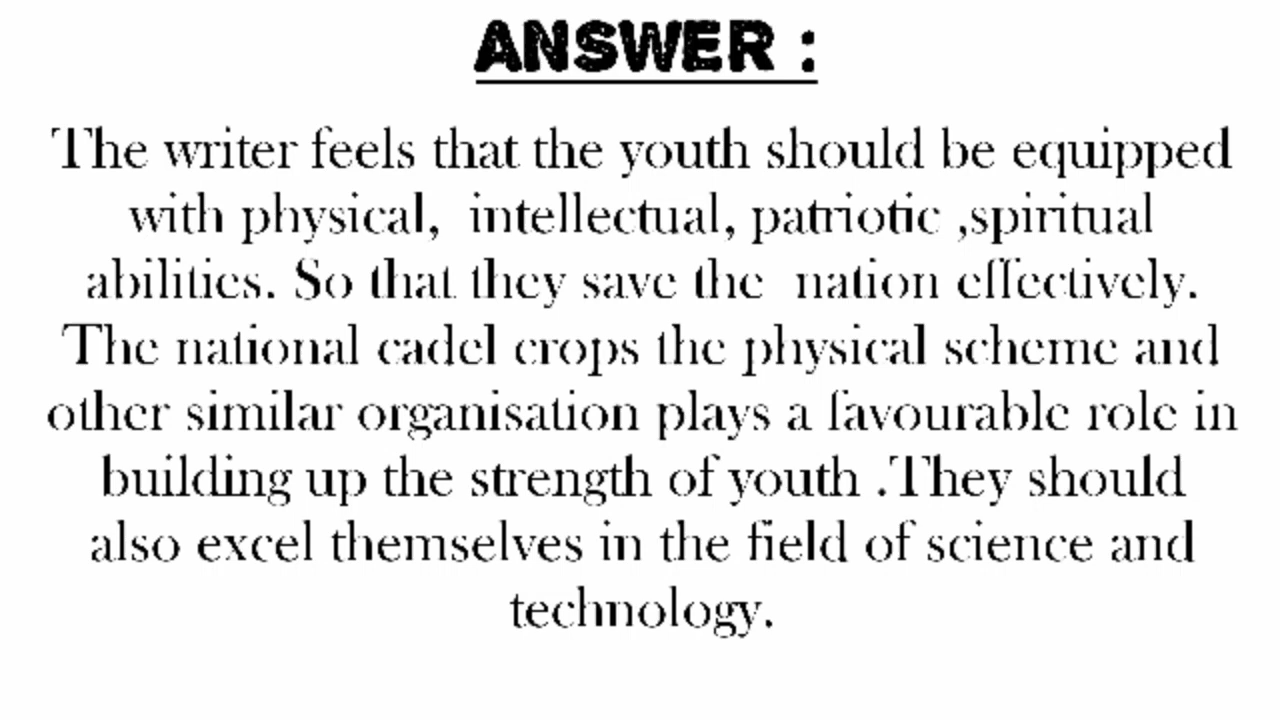 ANSWER :
The writer feels that the youth should be equipped
with physical, intellectual, patriotic ,spiritual
abilities. So that they save the nation effectively.
The national cadel crops the physical scheme and
other similar organisation plays a favourable role in
building up the strength of youth .They should
also excel themselves in the field of science and
technology.